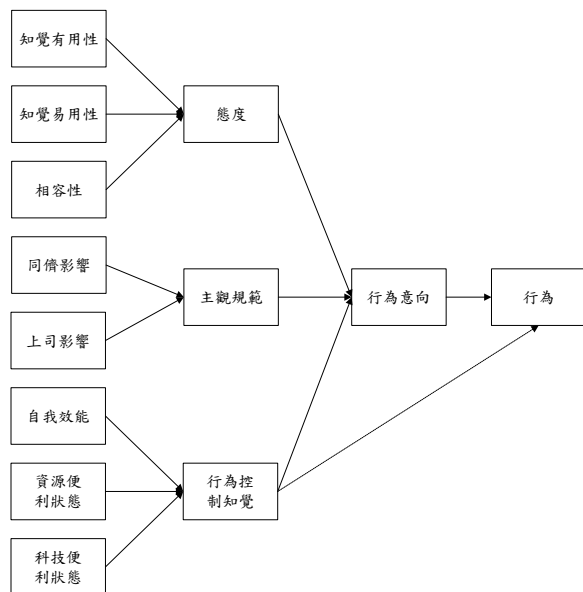 知覺有用性
知覺易用性
相容性
同儕影響
上司影響
自我效能
資源便
利狀態
科技便
利狀態
態度
主觀規範
行為控
制知覺
行為意向
行為